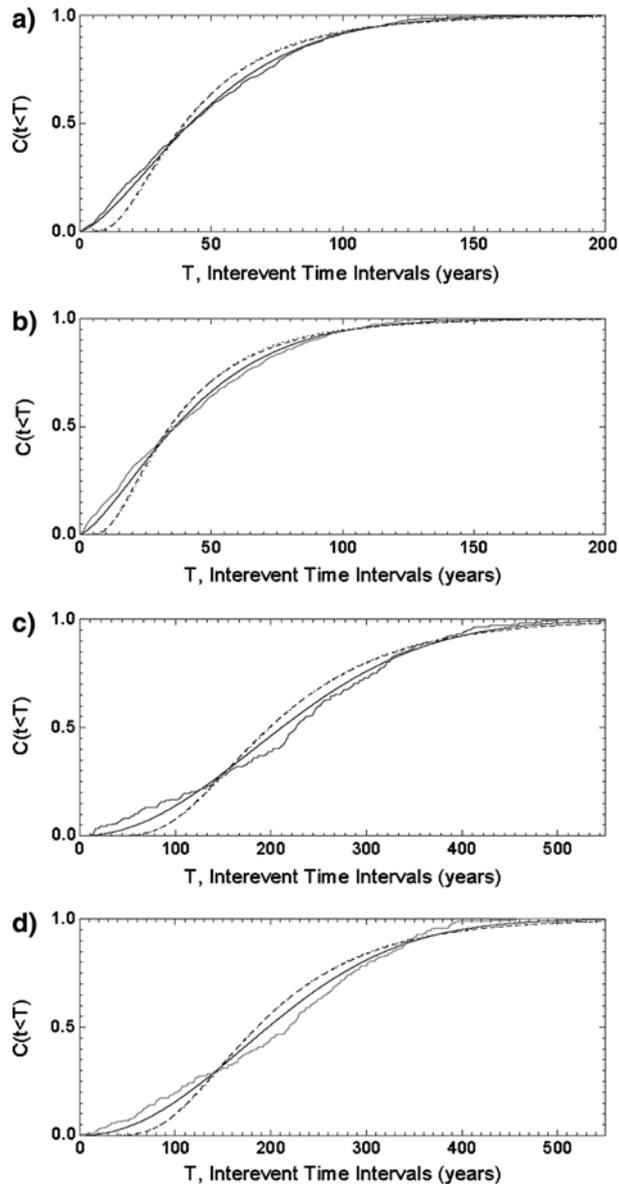 a)
1.0
0.5
0.0
C(t<T)
0 50 100 150 200
T, Interevent Time Intervals (years)
b)
1.0
0.5
0.0
C(t<T)
0 50 100 150 200
T, Interevent Time Intervals (years)
c)
1.0
0.5
0.0
C(t<T)
0 100 200 300 400 500
T, Interevent Time Intervals (years)
d)
1.0
0.5
0.0
C(t<T)
0 100 200 300 400 500
T, Interevent Time Intervals (years)